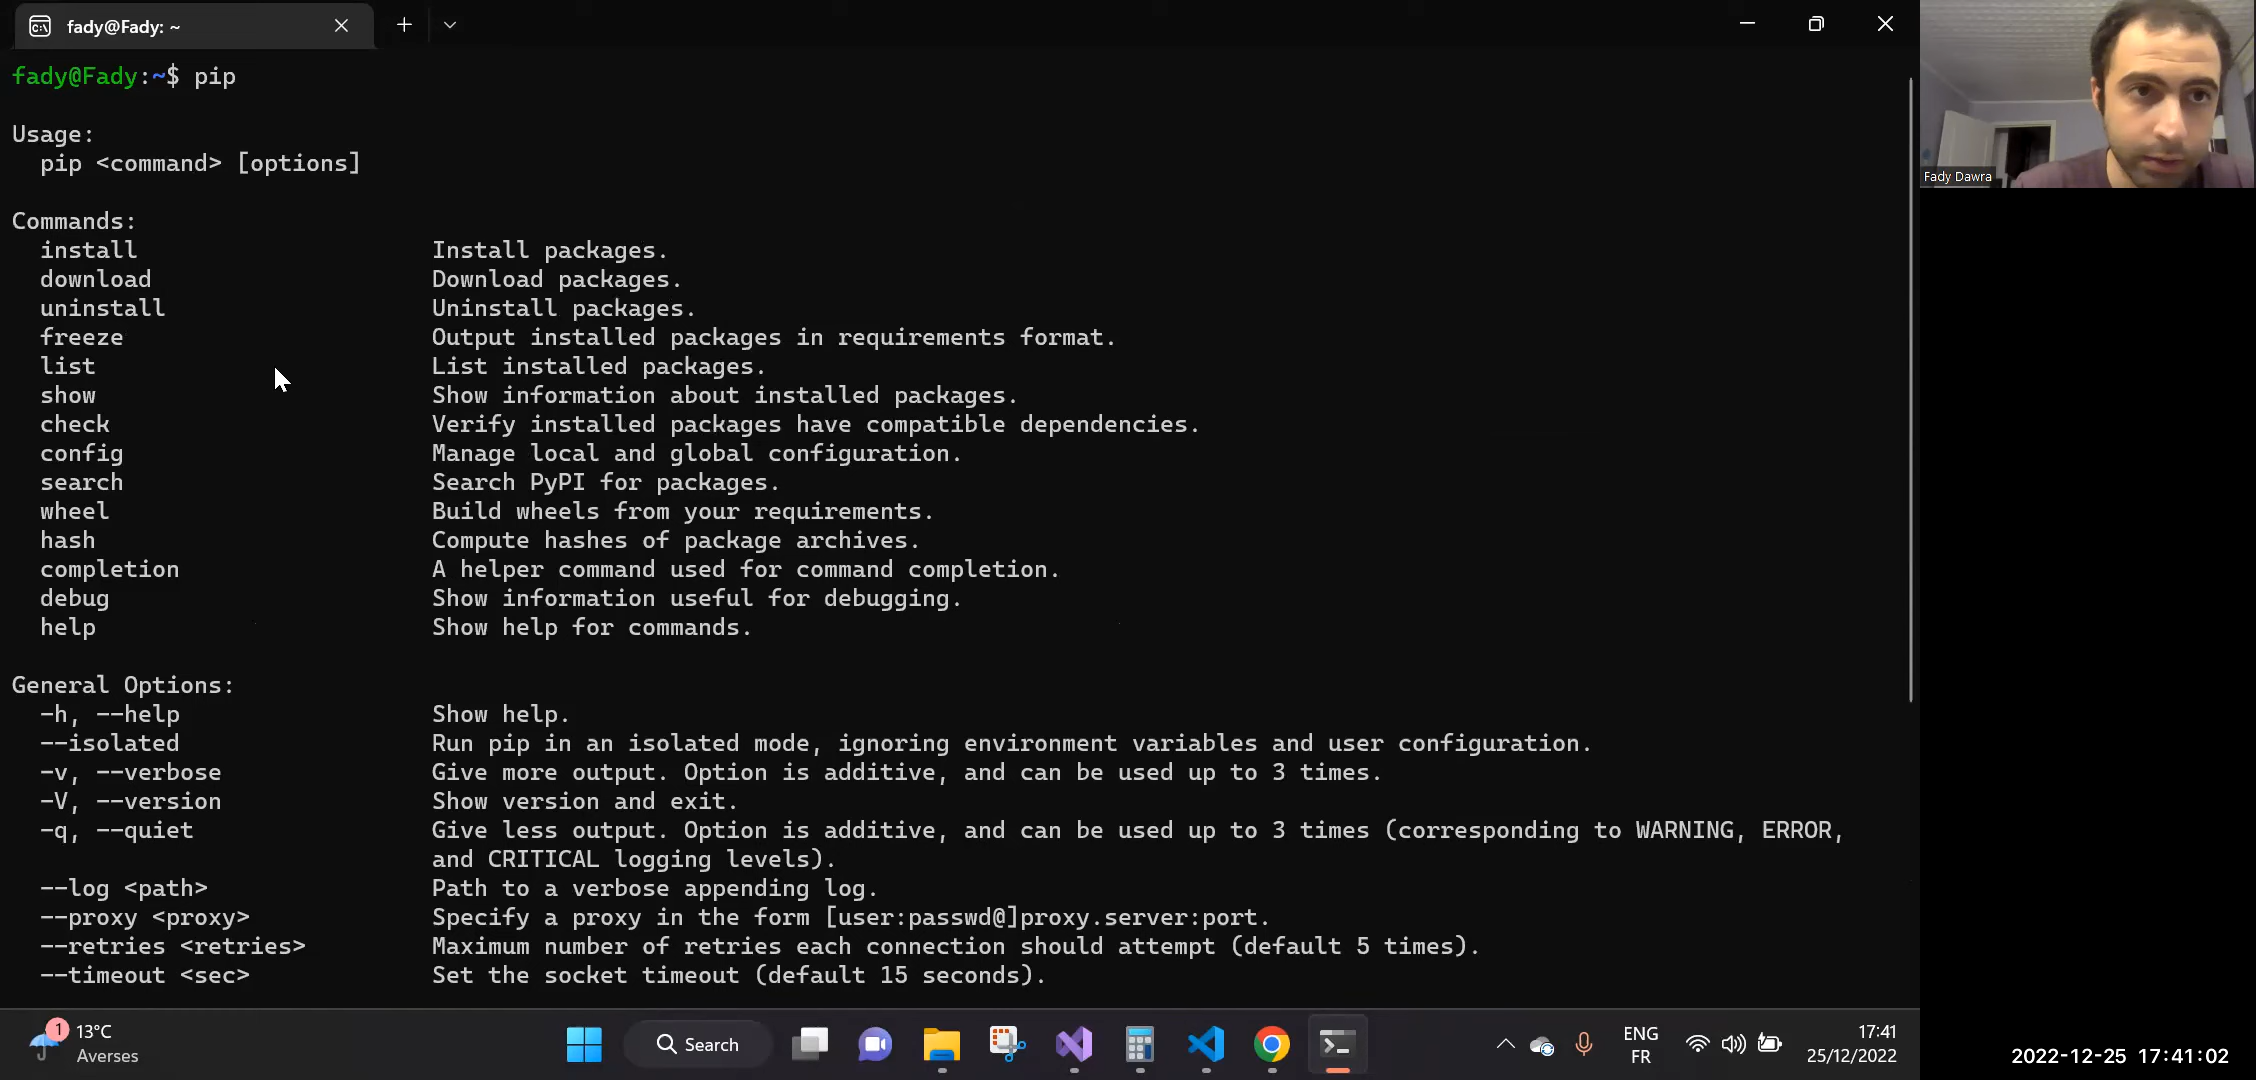 fady@Fady: ~
fady@Fady:~$ pip
Usage:
pip <command> [options]
Commands:
install Install packages.
download Download packages.
uninstall Uninstall packages.
freeze Output installed packages in requirements format.
list List installed packages.
show Show information about installed packages.
check Verify installed packages have compatible dependencies.
config Manage local and global configuration.
search Search PyPI for packages.
wheel Build wheels from your requirements.
hash Compute hashes of package archives.
completion A helper command used for command completion.
debug Show information useful for debugging.
help Show help for commands.
General Options:
-h, --help Show help.
--isolated Run pip in an isolated mode, ignoring environment variables and user configuration.
-v, --verbose Give more output. Option is additive, and can be used up to 3 times.
-V, --version Show version and exit.
-q, --quiet Give less output. Option is additive, and can be used up to 3 times (corresponding to WARNING, ERROR,
and CRITICAL logging levels).
--log <path> Path to a verbose appending log.
--proxy <proxy> Specify a proxy in the form [user:passwd@]proxy.server:port.
--retries <retries> Maximum number of retries each connection should attempt (default 5 times).
--timeout <sec> Set the socket timeout (default 15 seconds).
Fady Dawra
1
13°C
Averses
Search
ENG
FR
17:41
25/12/2022
2022-12-25 17:41:02